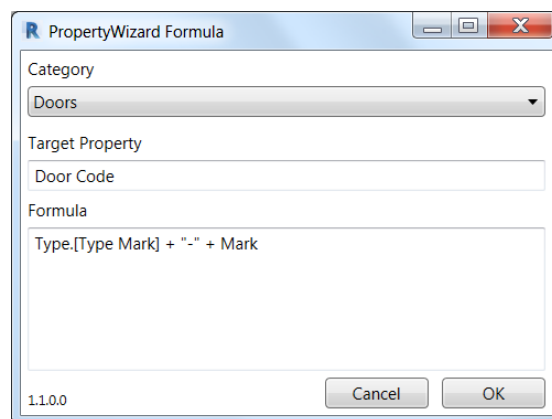 PropertyWizard Formula
Category
Doors
Target Property
Door Code
Formula
Type.[Type Mark] + "-" + Mark
1.1.0.0
Cancel
OK